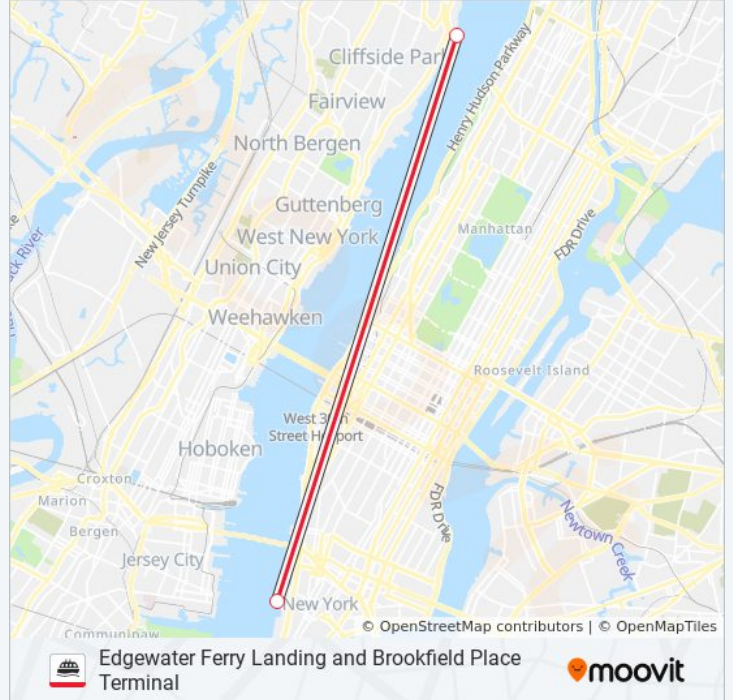 Cliffside Park
Henry Hudson Parkway
Fairview
North Bergen
New Jersey Turnpike
Guttenberg
Manhattan
FDR Drive
West New York
Union City
Weehawken
Roosevelt Island
West 30th
Street Heliport
Hoboken
Croxton
Marion
FDR Drive
Newtown Creek
Bergen
Jersey City
New York
© OpenStreetMap contributors | © OpenMapTiles
Edgewater Ferry Landing and Brookfield Place
Terminal
moovit